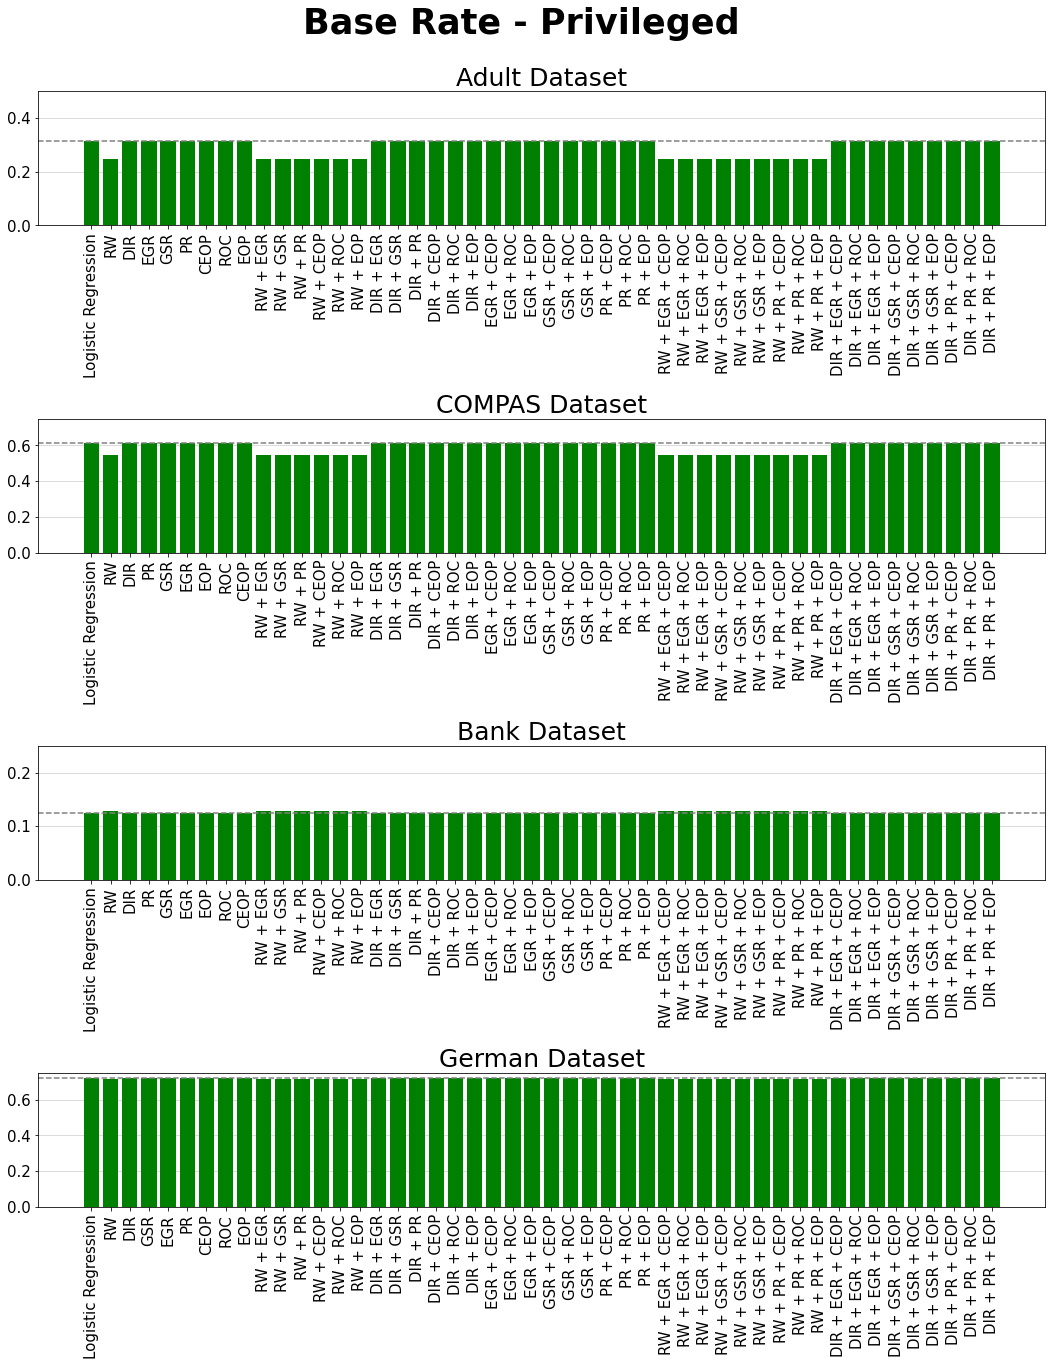 Base Rate - Privileged
Adult Dataset
0.4
0.2
0.0
Logistic Regression
RW
DIR
EGR
GSR
PR
CEOP
ROC
EOP
RW + EGR
RW + GSR
RW + PR
RW + CEOP
RW + ROC
RW + EOP
DIR + EGR
DIR + GSR
DIR + PR
DIR + CEOP
DIR + ROC
DIR + EOP
EGR + CEOP
EGR + ROC
EGR + EOP
GSR + CEOP
GSR + ROC
GSR + EOP
PR + CEOP
PR + ROC
PR + EOP
RW + EGR + CEOP
RW + EGR + ROC
RW + EGR + EOP
RW + GSR + CEOP
RW + GSR + ROC
RW + GSR + EOP
RW + PR + CEOP
RW + PR + ROC
RW + PR + EOP
DIR + EGR + CEOP
DIR + EGR + ROC
DIR + EGR + EOP
DIR + GSR + CEOP
DIR + GSR + ROC
DIR + GSR + EOP
DIR + PR + CEOP
DIR + PR + ROC
DIR + PR + EOP
COMPAS Dataset
0.6
0.4
0.2
0.0
Logistic Regression
RW
DIR
PR
GSR
EGR
EOP
ROC
CEOP
RW + EGR
RW + GSR
RW + PR
RW + CEOP
RW + ROC
RW + EOP
DIR + EGR
DIR + GSR
DIR + PR
DIR + CEOP
DIR + ROC
DIR + EOP
EGR + CEOP
EGR + ROC
EGR + EOP
GSR + CEOP
GSR + ROC
GSR + EOP
PR + CEOP
PR + ROC
PR + EOP
RW + EGR + CEOP
RW + EGR + ROC
RW + EGR + EOP
RW + GSR + CEOP
RW + GSR + ROC
RW + GSR + EOP
RW + PR + CEOP
RW + PR + ROC
RW + PR + EOP
DIR + EGR + CEOP
DIR + EGR + ROC
DIR + EGR + EOP
DIR + GSR + CEOP
DIR + GSR + ROC
DIR + GSR + EOP
DIR + PR + CEOP
DIR + PR + ROC
DIR + PR + EOP
Bank Dataset
0.2
0.1
0.0
Logistic Regression
RW
DIR
PR
GSR
EGR
EOP
ROC
CEOP
RW + EGR
RW + GSR
RW + PR
RW + CEOP
RW + ROC
RW + EOP
DIR + EGR
DIR + GSR
DIR + PR
DIR + CEOP
DIR + ROC
DIR + EOP
EGR + CEOP
EGR + ROC
EGR + EOP
GSR + CEOP
GSR + ROC
GSR + EOP
PR + CEOP
PR + ROC
PR + EOP
RW + EGR + CEOP
RW + EGR + ROC
RW + EGR + EOP
RW + GSR + CEOP
RW + GSR + ROC
RW + GSR + EOP
RW + PR + CEOP
RW + PR + ROC
RW + PR + EOP
DIR + EGR + CEOP
DIR + EGR + ROC
DIR + EGR + EOP
DIR + GSR + CEOP
DIR + GSR + ROC
DIR + GSR + EOP
DIR + PR + CEOP
DIR + PR + ROC
DIR + PR + EOP
German Dataset
0.6
0.4
0.2
0.0
Logistic Regression
RW
DIR
GSR
EGR
PR
CEOP
ROC
EOP
RW + EGR
RW + GSR
RW + PR
RW + CEOP
RW + ROC
RW + EOP
DIR + EGR
DIR + GSR
DIR + PR
DIR + CEOP
DIR + ROC
DIR + EOP
EGR + CEOP
EGR + ROC
EGR + EOP
GSR + CEOP
GSR + ROC
GSR + EOP
PR + CEOP
PR + ROC
PR + EOP
RW + EGR + CEOP
RW + EGR + ROC
RW + EGR + EOP
RW + GSR + CEOP
RW + GSR + ROC
RW + GSR + EOP
RW + PR + CEOP
RW + PR + ROC
RW + PR + EOP
DIR + EGR + CEOP
DIR + EGR + ROC
DIR + EGR + EOP
DIR + GSR + CEOP
DIR + GSR + ROC
DIR + GSR + EOP
DIR + PR + CEOP
DIR + PR + ROC
DIR + PR + EOP